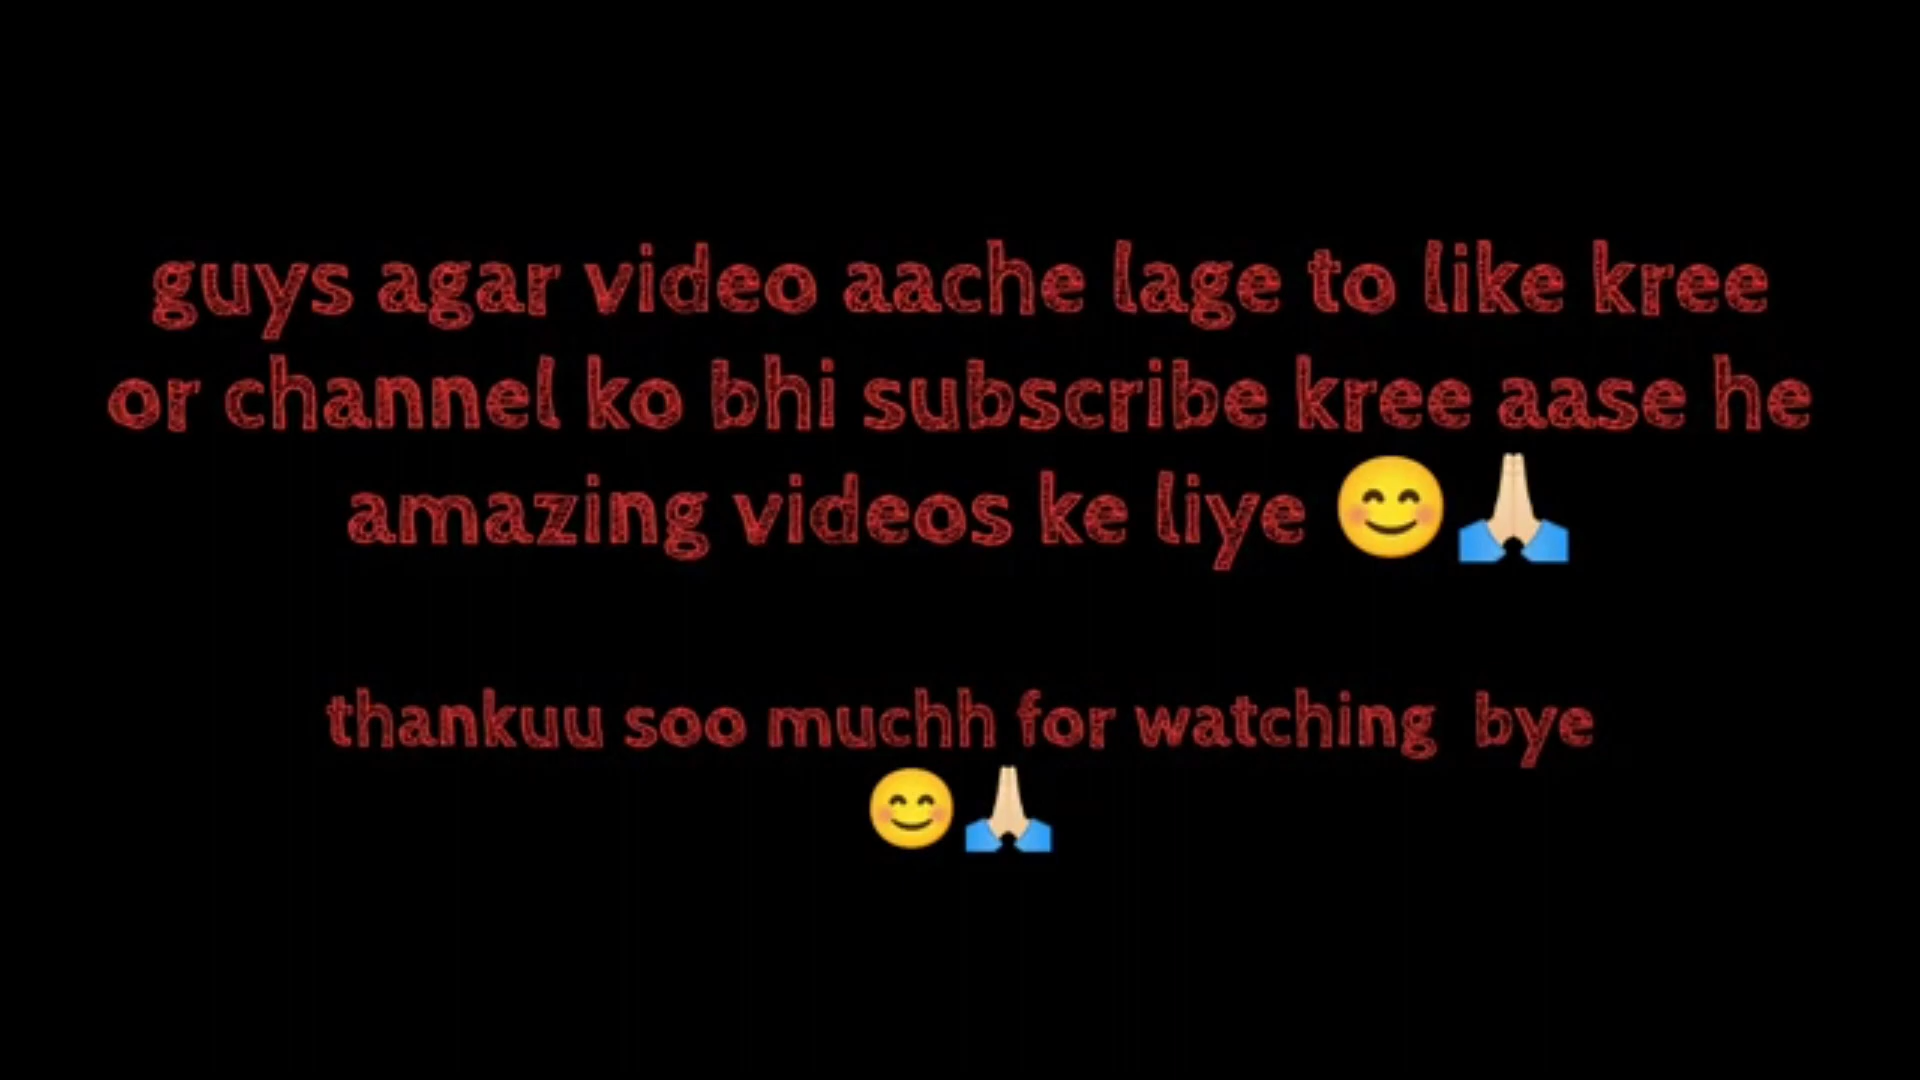 guys agar video aache lage to like kree
or channel ko bhi subscribe kree aase he
amazing videos ke liye 😊🙏🏻
thankuu soo muchh for watching  bye
😊🙏🏻